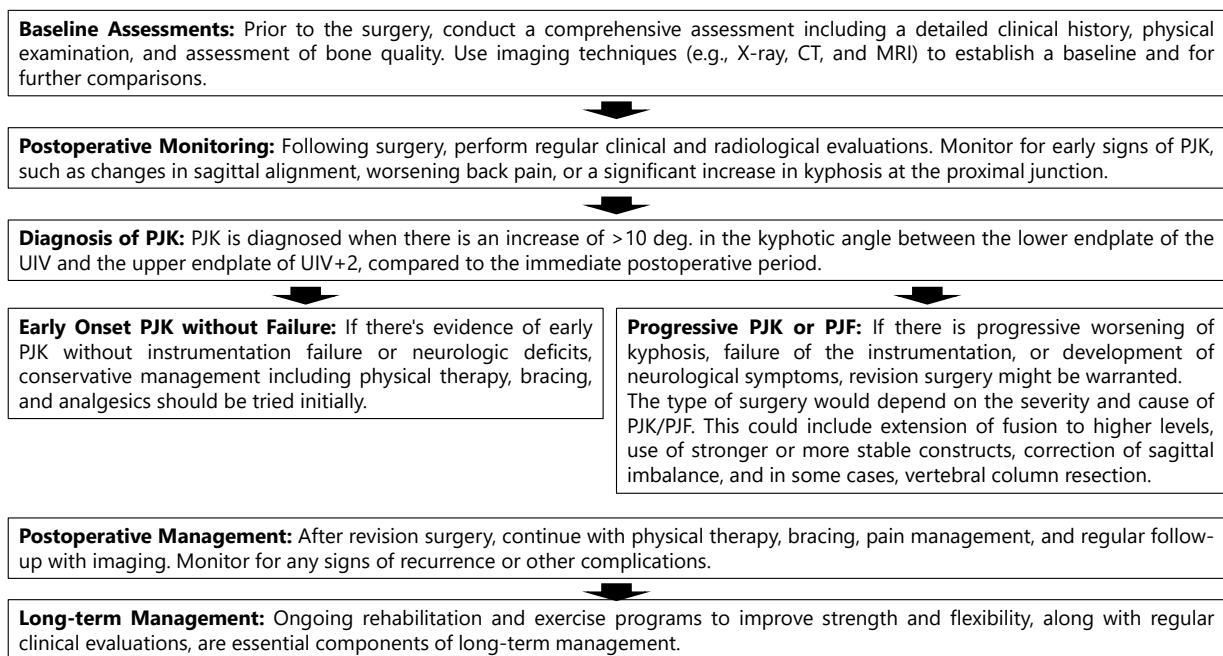 Baseline Assessments: Prior to the surgery, conduct a comprehensive assessment including a detailed clinical history, physical
examination, and assessment of bone quality. Use imaging techniques (e.g., X-ray, CT, and MRI) to establish a baseline and for
further comparisons.
Postoperative Monitoring: Following surgery, perform regular clinical and radiological evaluations. Monitor for early signs of PJK,
such as changes in sagittal alignment, worsening back pain, or a significant increase in kyphosis at the proximal junction.
Diagnosis of PJK: PJK is diagnosed when there is an increase of >10 deg. in the kyphotic angle between the lower endplate of the
UIV and the upper endplate of UIV+2, compared to the immediate postoperative period.
Early Onset PJK without Failure: If there's evidence of early
PJK without instrumentation failure or neurologic deficits,
conservative management including physical therapy, bracing,
and analgesics should be tried initially.
Progressive PJK or PJF: If there is progressive worsening of
kyphosis, failure of the instrumentation, or development of
neurological symptoms, revision surgery might be warranted.
The type of surgery would depend on the severity and cause of
PJK/PJF. This could include extension of fusion to higher levels,
use of stronger or more stable constructs, correction of sagittal
imbalance, and in some cases, vertebral column resection.
Postoperative Management: After revision surgery, continue with physical therapy, bracing, pain management, and regular follow-
up with imaging. Monitor for any signs of recurrence or other complications.
Long-term Management: Ongoing rehabilitation and exercise programs to improve strength and flexibility, along with regular
clinical evaluations, are essential components of long-term management.